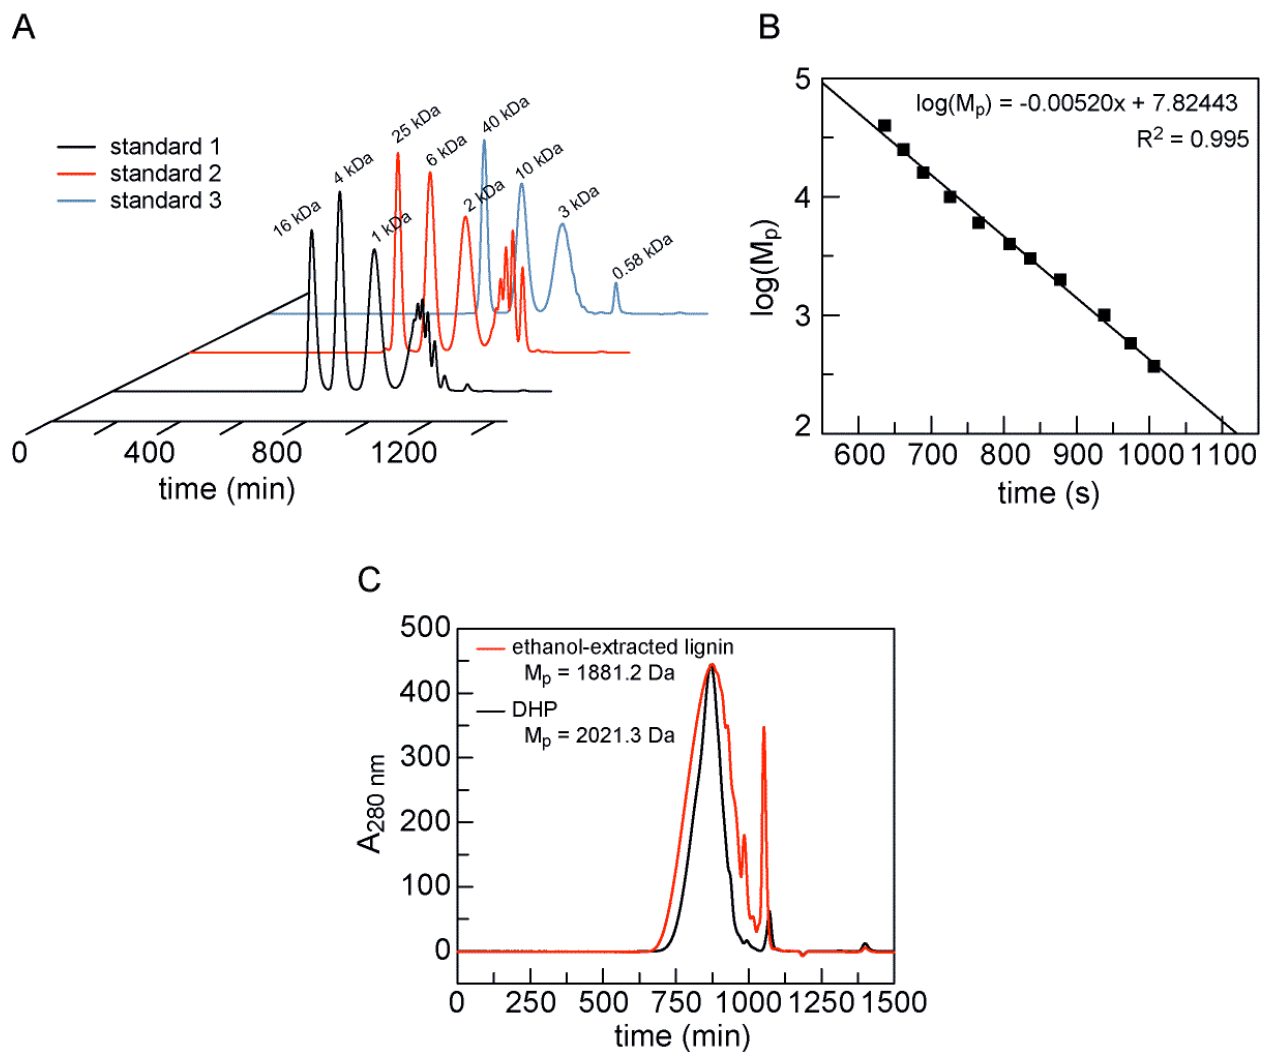 A
standard 1
standard 2
standard 3
16 kDa
4 kDa
1 kDa
25 kDa
6 kDa
2 kDa
40 kDa
10 kDa
3 kDa
0.58 kDa
0 400 800 1200
time (min)
B
log(Mp) = -0.00520x + 7.82443
R2 = 0.995
5
4
3
2
log(Mp)
600 700 800 900 1000 1100
time (s)
C
ethanol-extracted lignin
Mp = 1881.2 Da
DHP
Mp = 2021.3 Da
500
400
300
200
100
0
A280 nm
0 250 500 750 1000 1250 1500
time (min)